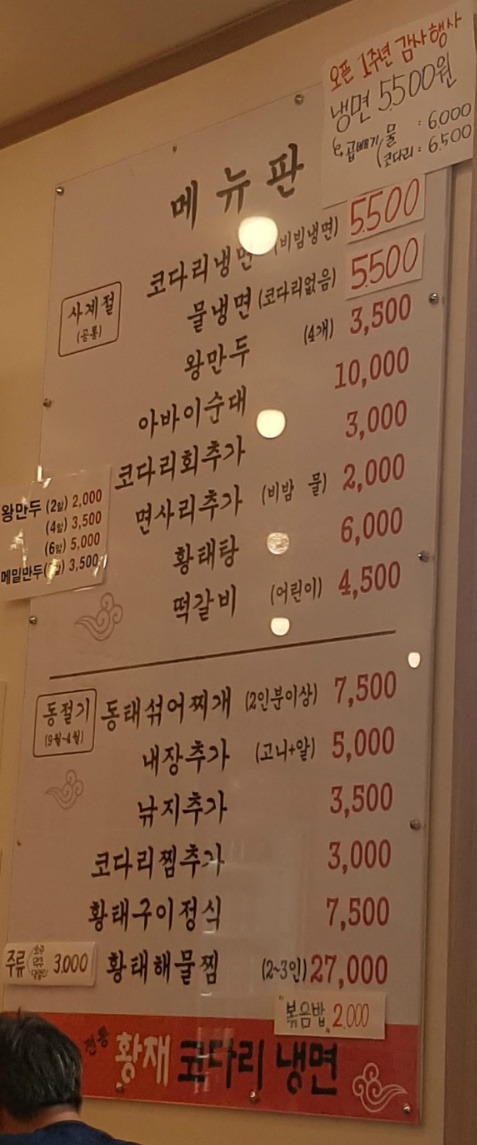 오픈 1주년 감사행사
냉면 5500원
곱배기 물 : 6,000
코다리 : 6,500
메뉴판
사계절
(공통)
코다리냉면 (비빔냉면) 5500
물냉면 (코다리없음) 5500
왕만두 (4개) 3,500
아바이순대 10,000
코다리회추가 3,000
면사리추가 (비빔 물) 2,000
황태탕 6,000
떡갈비 (어린이) 4,500
왕만두 (2알) 2,000
(4알) 3,500
(6알) 5,000
메밀만두 3,500
동절기
(9월~4월)
동태섞어찌개 (2인분이상) 7,500
내장추가 (고니+알) 5,000
낚지추가 3,500
코다리찜추가 3,000
황태구이정식 7,500
황태해물찜 (2~3인) 27,000
주류 3,000
볶음밥 2,000
전통 황재 코다리 냉면